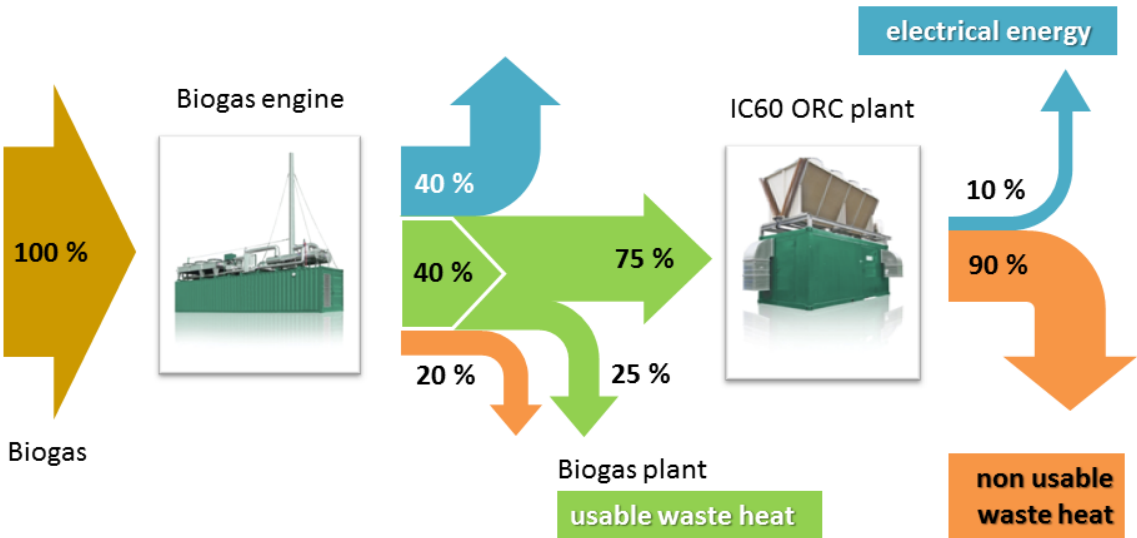 electrical energy
Biogas engine
IC60 ORC plant
40 %
10 %
100 %
40 %
75 %
90 %
20 %
25 %
Biogas
Biogas plant
usable waste heat
non usable
waste heat